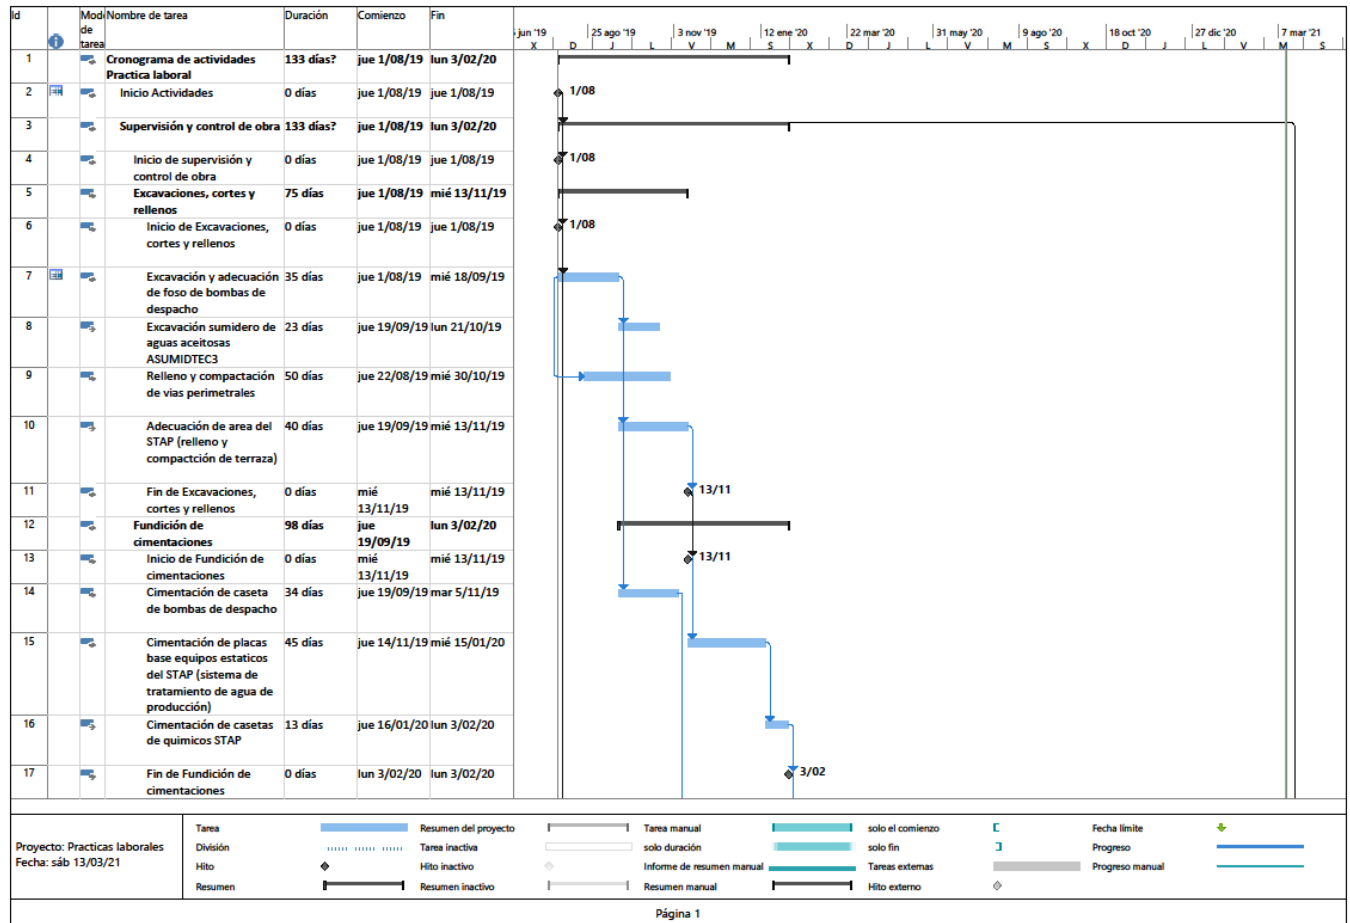 Id Modo de tarea Nombre de tarea Duración Comienzo Fin
jun '19 25 ago '19 3 nov '19 12 ene '20 22 mar '20 31 may '20 9 ago '20 18 oct '20 27 dic '20 7 mar '21
X D J L V M S X D J L V M S X D J L V M S
1 Cronograma de actividades 133 días? jue 1/08/19 lun 3/02/20
Practica laboral
2 Inicio Actividades 0 días jue 1/08/19 jue 1/08/19 1/08
3 Supervisión y control de obra 133 días? jue 1/08/19 lun 3/02/20
4 Inicio de supervisión y 0 días jue 1/08/19 jue 1/08/19 1/08
control de obra
5 Excavaciones, cortes y 75 días jue 1/08/19 mié 13/11/19
rellenos
6 Inicio de Excavaciones, 0 días jue 1/08/19 jue 1/08/19 1/08
cortes y rellenos
7 Excavación y adecuación 35 días jue 1/08/19 mié 18/09/19
de foso de bombas de
despacho
8 Excavación sumidero de 23 días jue 19/09/19 lun 21/10/19
aguas aceitosas
ASUMIDTEC3
9 Relleno y compactación 50 días jue 22/08/19 mié 30/10/19
de vias perimetrales
10 Adecuación de area del 40 días jue 19/09/19 mié 13/11/19
STAP (relleno y
compactción de terraza)
11 Fin de Excavaciones, 0 días mié 13/11/19 mié 13/11/19 13/11
cortes y rellenos
12 Fundición de 98 días jue 19/09/19 lun 3/02/20
cimentaciones
13 Inicio de Fundición de 0 días mié 13/11/19 mié 13/11/19 13/11
cimentaciones
14 Cimentación de caseta 34 días jue 19/09/19 mar 5/11/19
de bombas de despacho
15 Cimentación de placas 45 días jue 14/11/19 mié 15/01/20
base equipos estaticos
del STAP (sistema de
tratamiento de agua de
producción)
16 Cimentación de casetas 13 días jue 16/01/20 lun 3/02/20
de quimicos STAP
17 Fin de Fundición de 0 días lun 3/02/20 lun 3/02/20 3/02
cimentaciones
Proyecto: Practicas laborales
Fecha: sáb 13/03/21
Tarea Resumen del proyecto Tarea manual solo el comienzo Fecha límite
División Tarea inactiva solo duración solo fin Progreso
Hito Hito inactivo Informe de resumen manual Tareas externas Progreso manual
Resumen Resumen inactivo Resumen manual Hito externo
Página 1